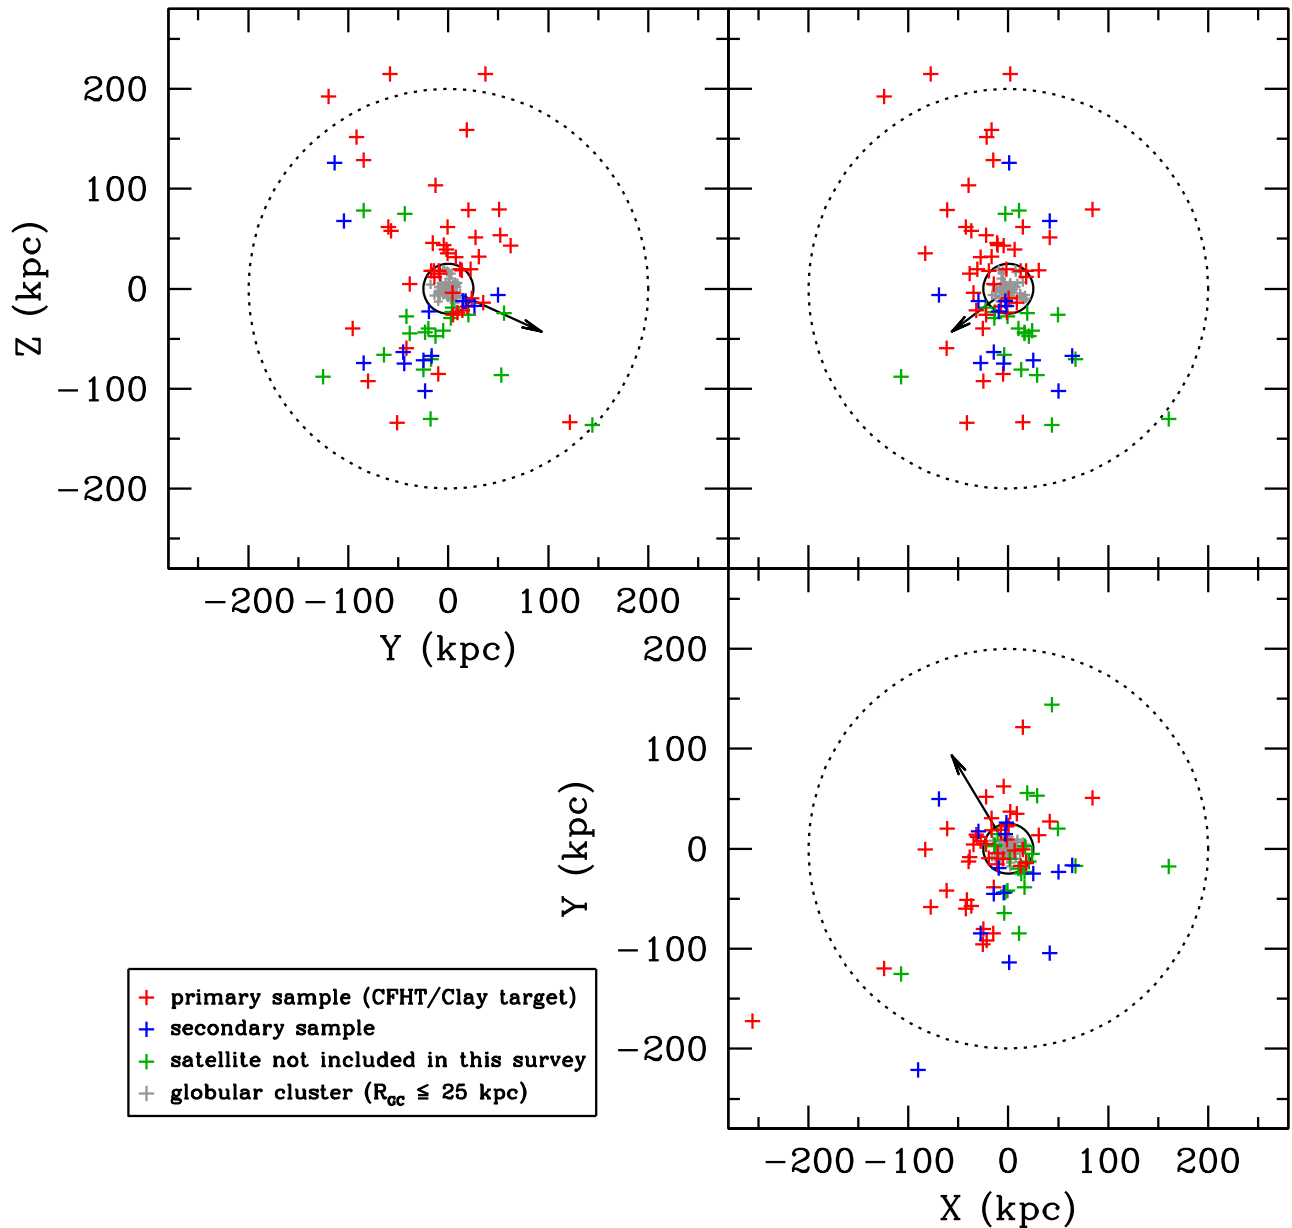 200
100
0
−100
−200
Z (kpc)
−200 −100 0 100 200
Y (kpc)
200
100
0
−100
−200
Y (kpc)
−200 −100 0 100 200
X (kpc)
primary sample (CFHT/Clay target)
secondary sample
satellite not included in this survey
globular cluster (RGC ≦ 25 kpc)